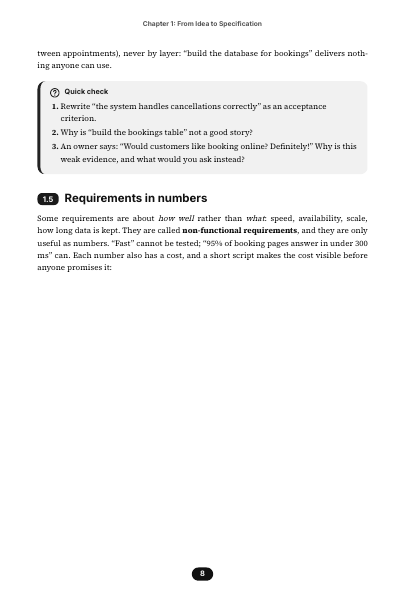 Chapter 1: From Idea to Specification
tween appointments), never by layer: “build the database for bookings” delivers noth-
ing anyone can use.
Quick check
1. Rewrite “the system handles cancellations correctly” as an acceptance
criterion.
2. Why is “build the bookings table” not a good story?
3. An owner says: “Would customers like booking online? Definitely!” Why is this
weak evidence, and what would you ask instead?
1.5 Requirements in numbers
Some requirements are about how well rather than what: speed, availability, scale,
how long data is kept. They are called non-functional requirements, and they are only
useful as numbers. “Fast” cannot be tested; “95% of booking pages answer in under 300
ms” can. Each number also has a cost, and a short script makes the cost visible before
anyone promises it:
8